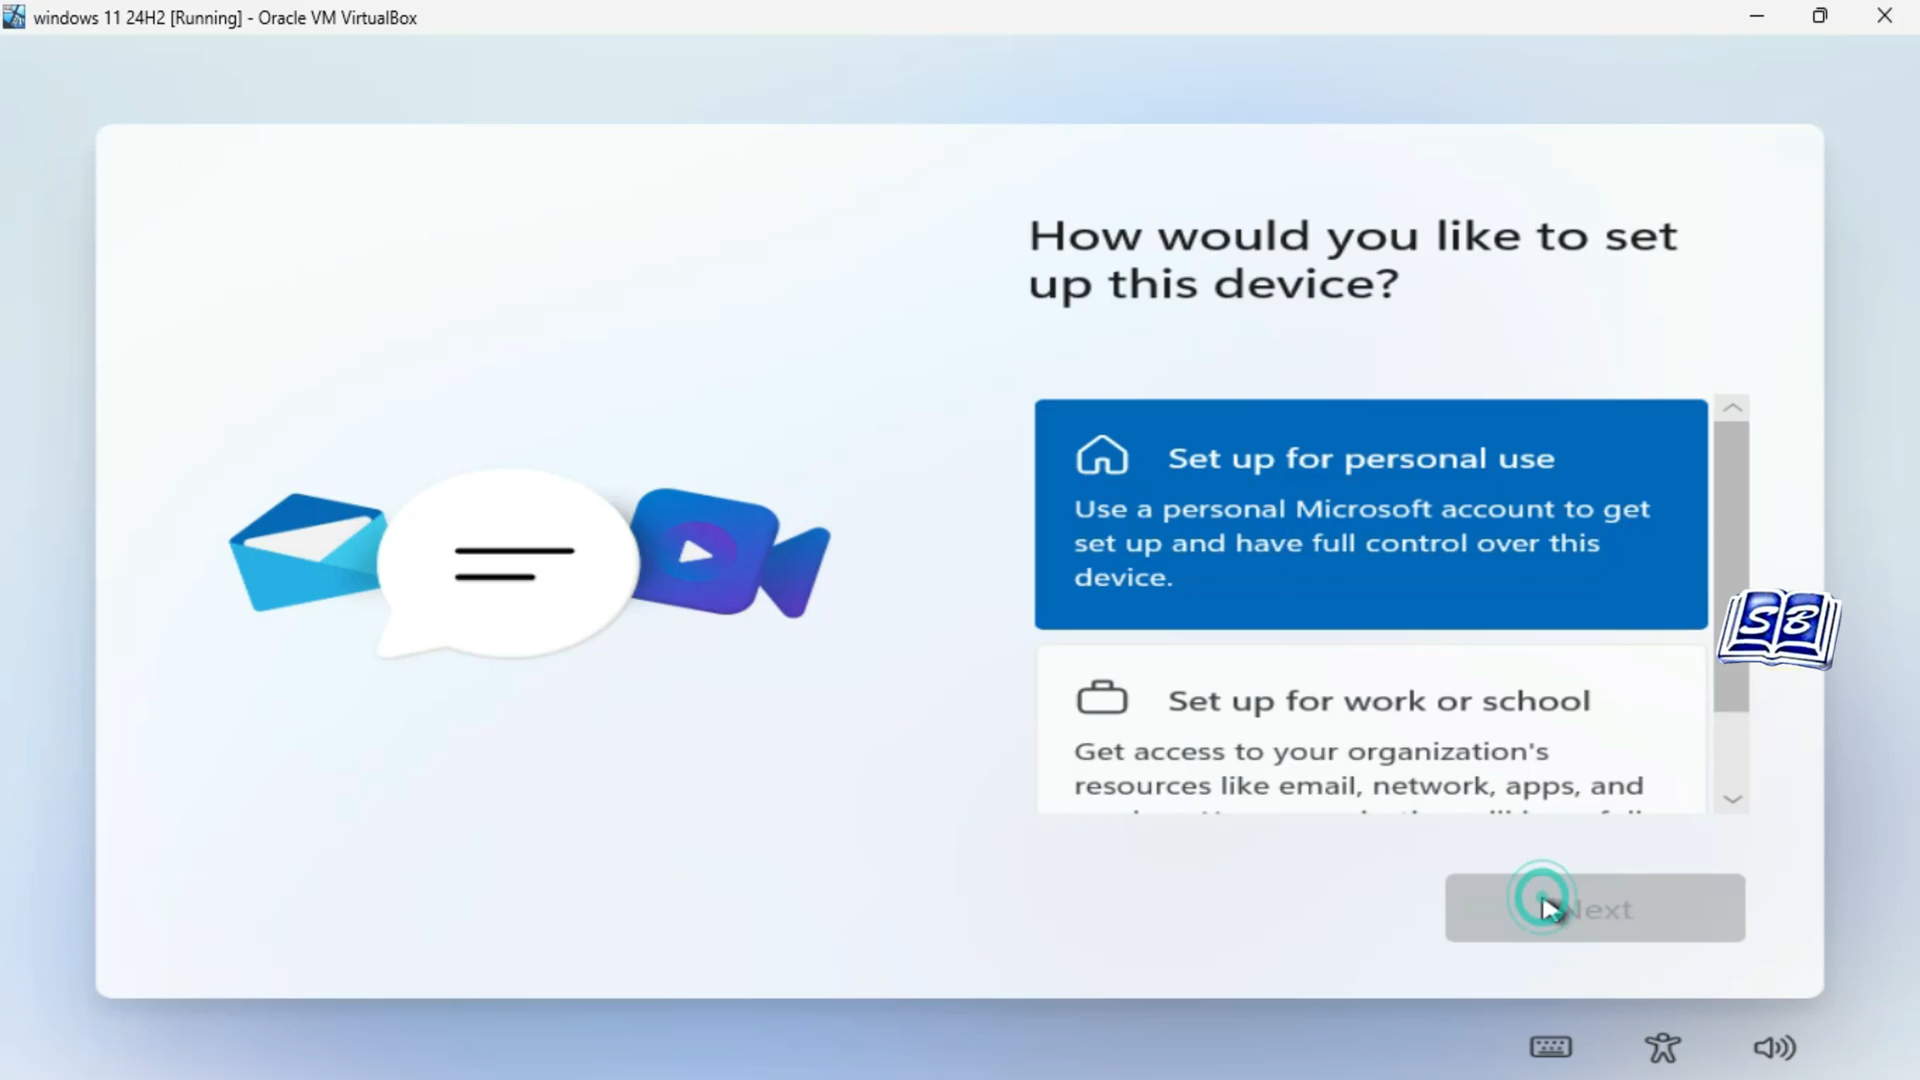 windows 11 24H2 [Running] - Oracle VM VirtualBox
How would you like to set
up this device?
Set up for personal use
Use a personal Microsoft account to get
set up and have full control over this
device.
SB
Set up for work or school
Get access to your organization's
resources like email, network, apps, and
Next